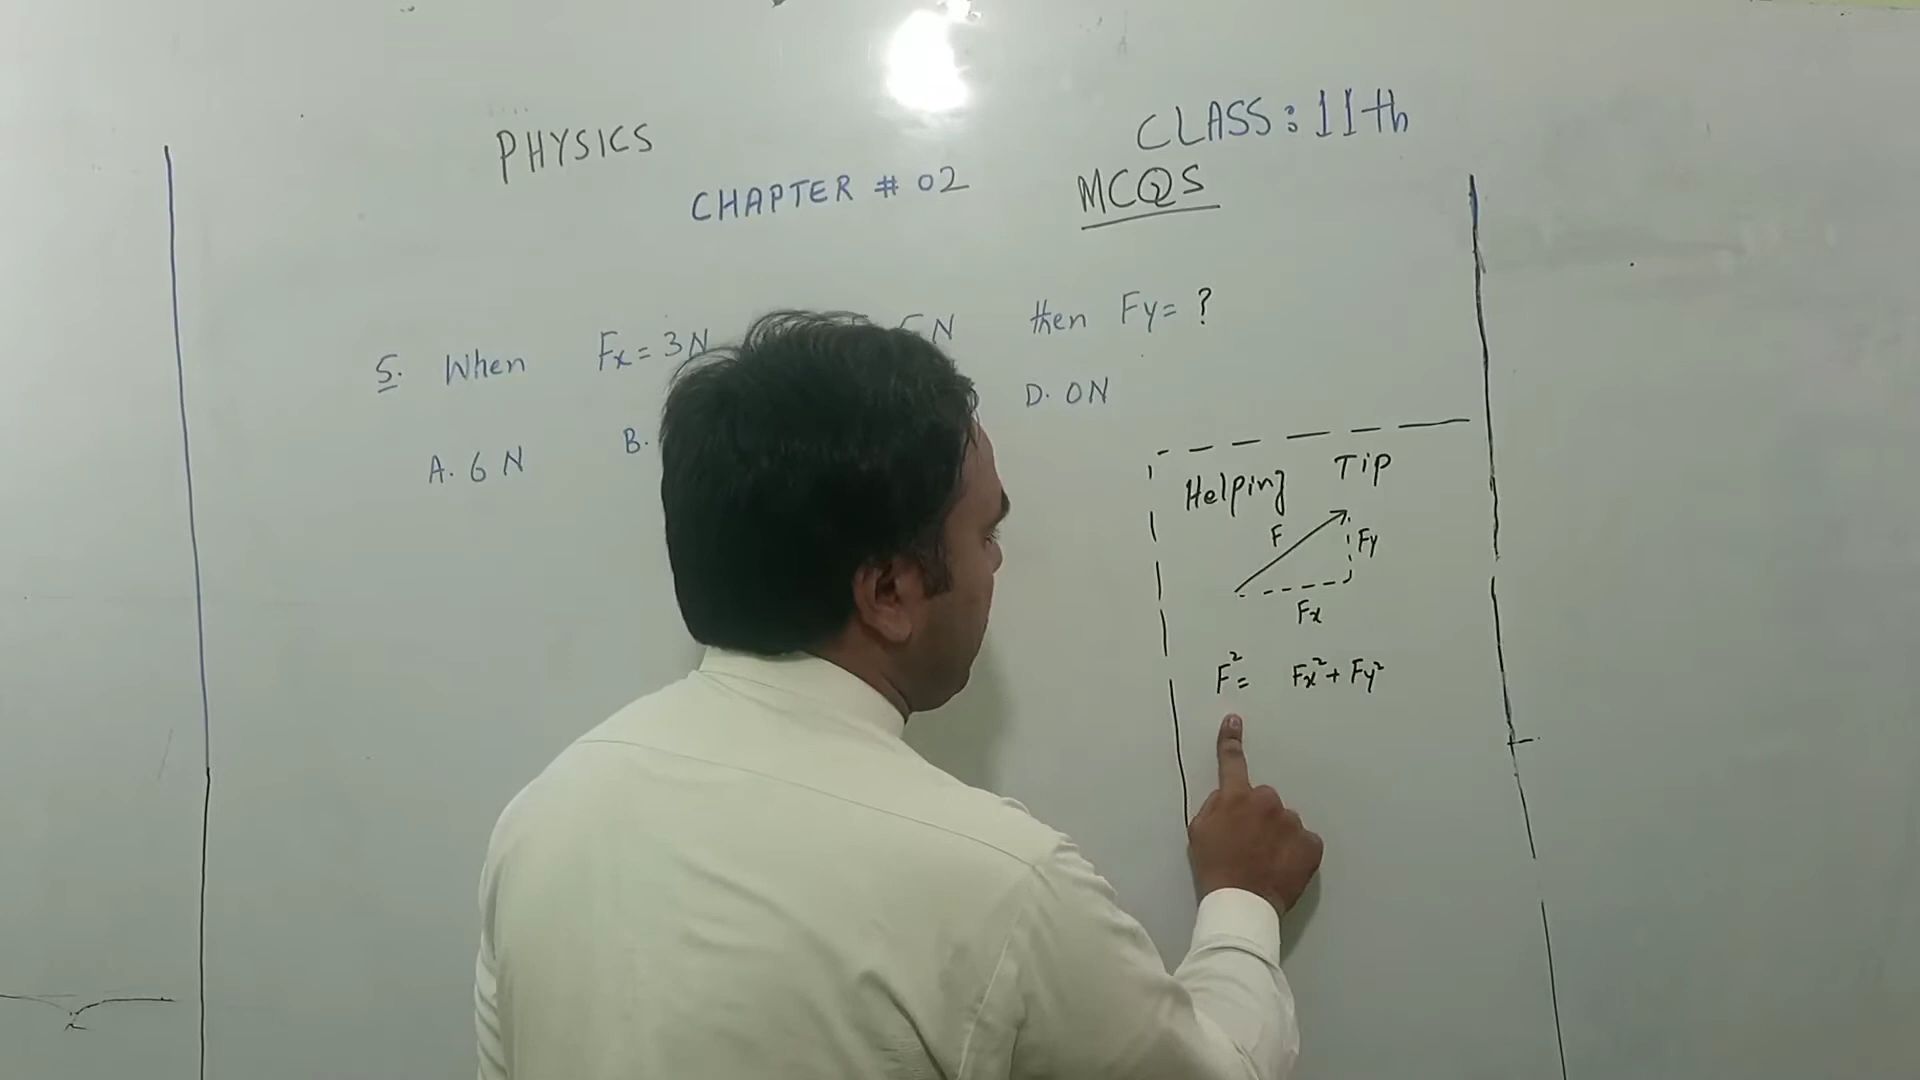 PHYSICS
CLASS: 11th
CHAPTER # 02
MCQS
5. When Fx = 3N N then Fy = ?
A. 6 N B. D. 0N
Helping Tip
F
Fy
Fx
F² = Fx² + Fy²